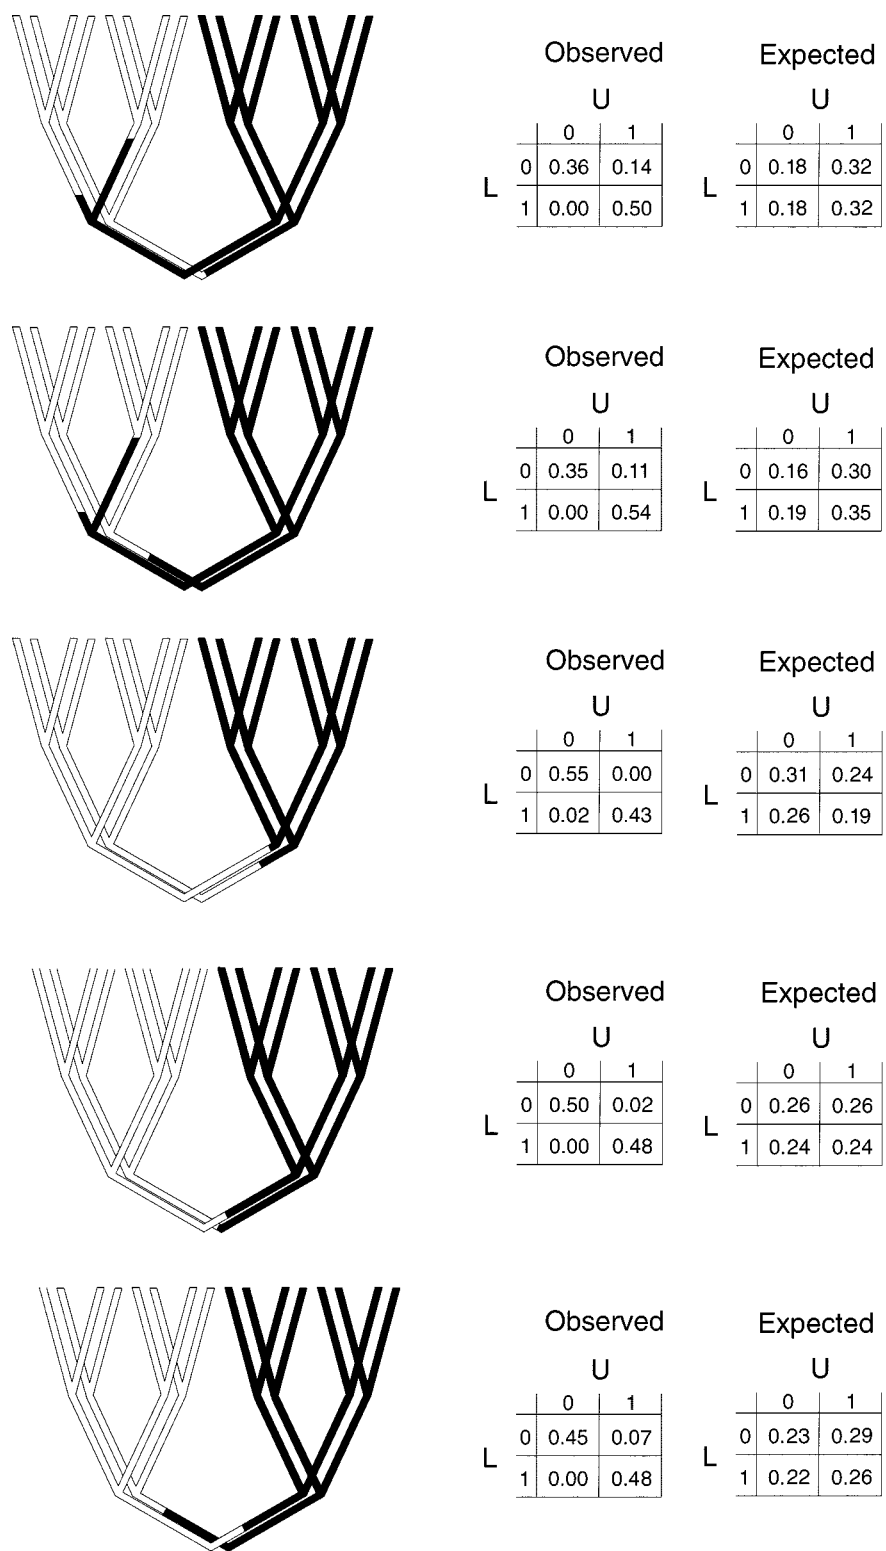 Observed Expected
U U
0 1 0 1
L 0 0.36 0.14 L 0 0.18 0.32
1 0.00 0.50 1 0.18 0.32
Observed Expected
U U
0 1 0 1
L 0 0.35 0.11 L 0 0.16 0.30
1 0.00 0.54 1 0.19 0.35
Observed Expected
U U
0 1 0 1
L 0 0.55 0.00 L 0 0.31 0.24
1 0.02 0.43 1 0.26 0.19
Observed Expected
U U
0 1 0 1
L 0 0.50 0.02 L 0 0.26 0.26
1 0.00 0.48 1 0.24 0.24
Observed Expected
U U
0 1 0 1
L 0 0.45 0.07 L 0 0.23 0.29
1 0.00 0.48 1 0.22 0.26